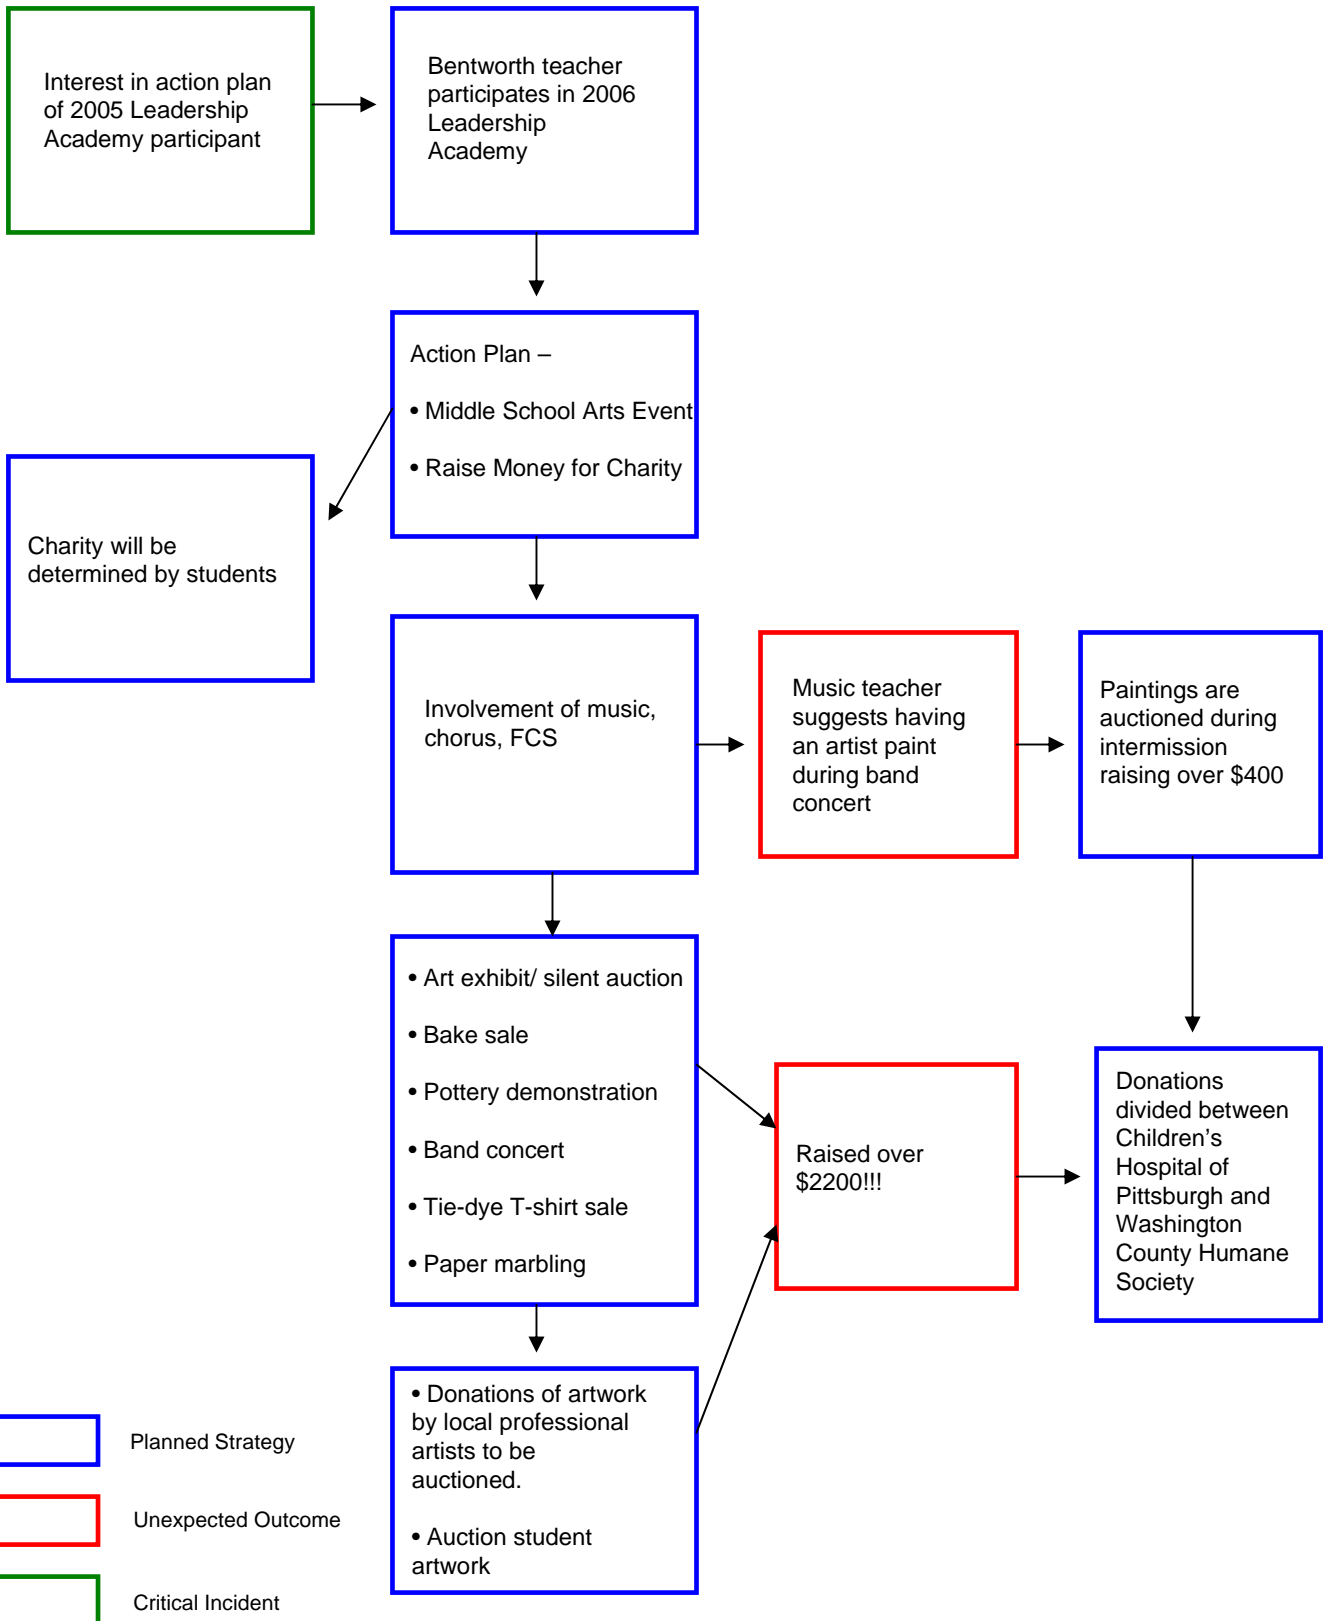 Interest in action plan
of 2005 Leadership
Academy participant
Bentworth teacher
participates in 2006
Leadership
Academy
Action Plan –
• Middle School Arts Event
• Raise Money for Charity
Charity will be
determined by students
Involvement of music,
chorus, FCS
Music teacher
suggests having
an artist paint
during band
concert
Paintings are
auctioned during
intermission
raising over $400
• Art exhibit/ silent auction
• Bake sale
• Pottery demonstration
• Band concert
• Tie-dye T-shirt sale
• Paper marbling
Raised over
$2200!!!
Donations
divided between
Children’s
Hospital of
Pittsburgh and
Washington
County Humane
Society
• Donations of artwork
by local professional
artists to be
auctioned.
• Auction student
artwork
Planned Strategy
Unexpected Outcome
Critical Incident